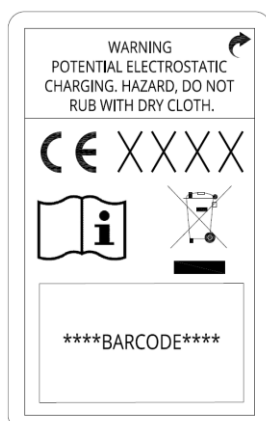 WARNING
POTENTIAL ELECTROSTATIC
CHARGING. HAZARD, DO NOT
RUB WITH DRY CLOTH.
CE XXXX
i
****BARCODE****